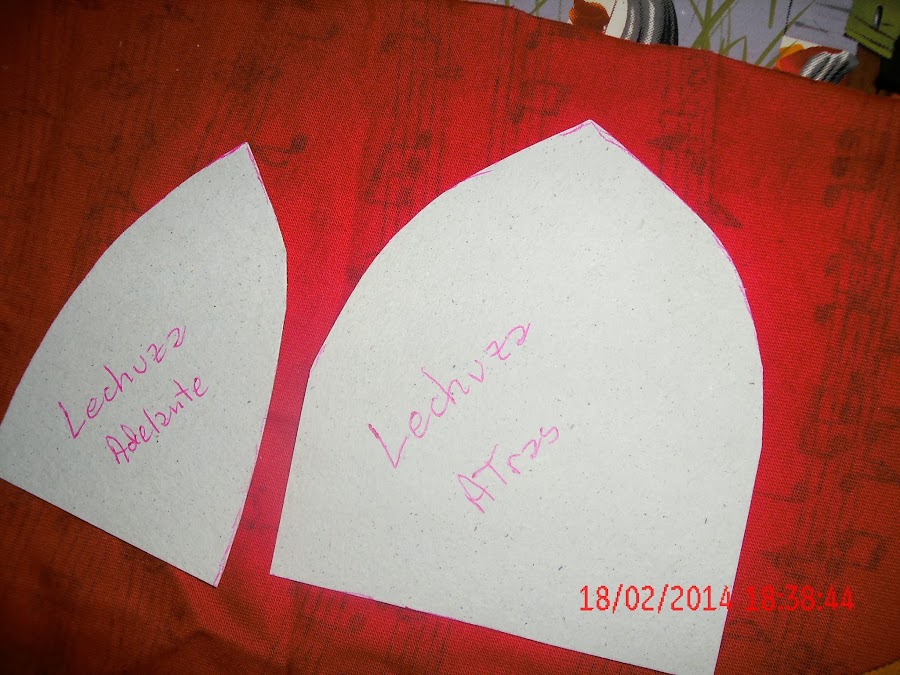 Lechuza
Adelante
Lechuza
ATras
18/02/2014 18:38:44